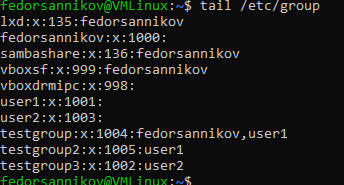 fedorsannikov@VMLinux:~$ tail /etc/group
lxd:x:135:fedorsannikov
fedorsannikov:x:1000:
sambashare:x:136:fedorsannikov
vboxsf:x:999:fedorsannikov
vboxdrmipc:x:998:
user1:x:1001:
user2:x:1003:
testgroup:x:1004:fedorsannikov,user1
testgroup2:x:1005:user1
testgroup3:x:1002:user2
fedorsannikov@VMLinux:~$